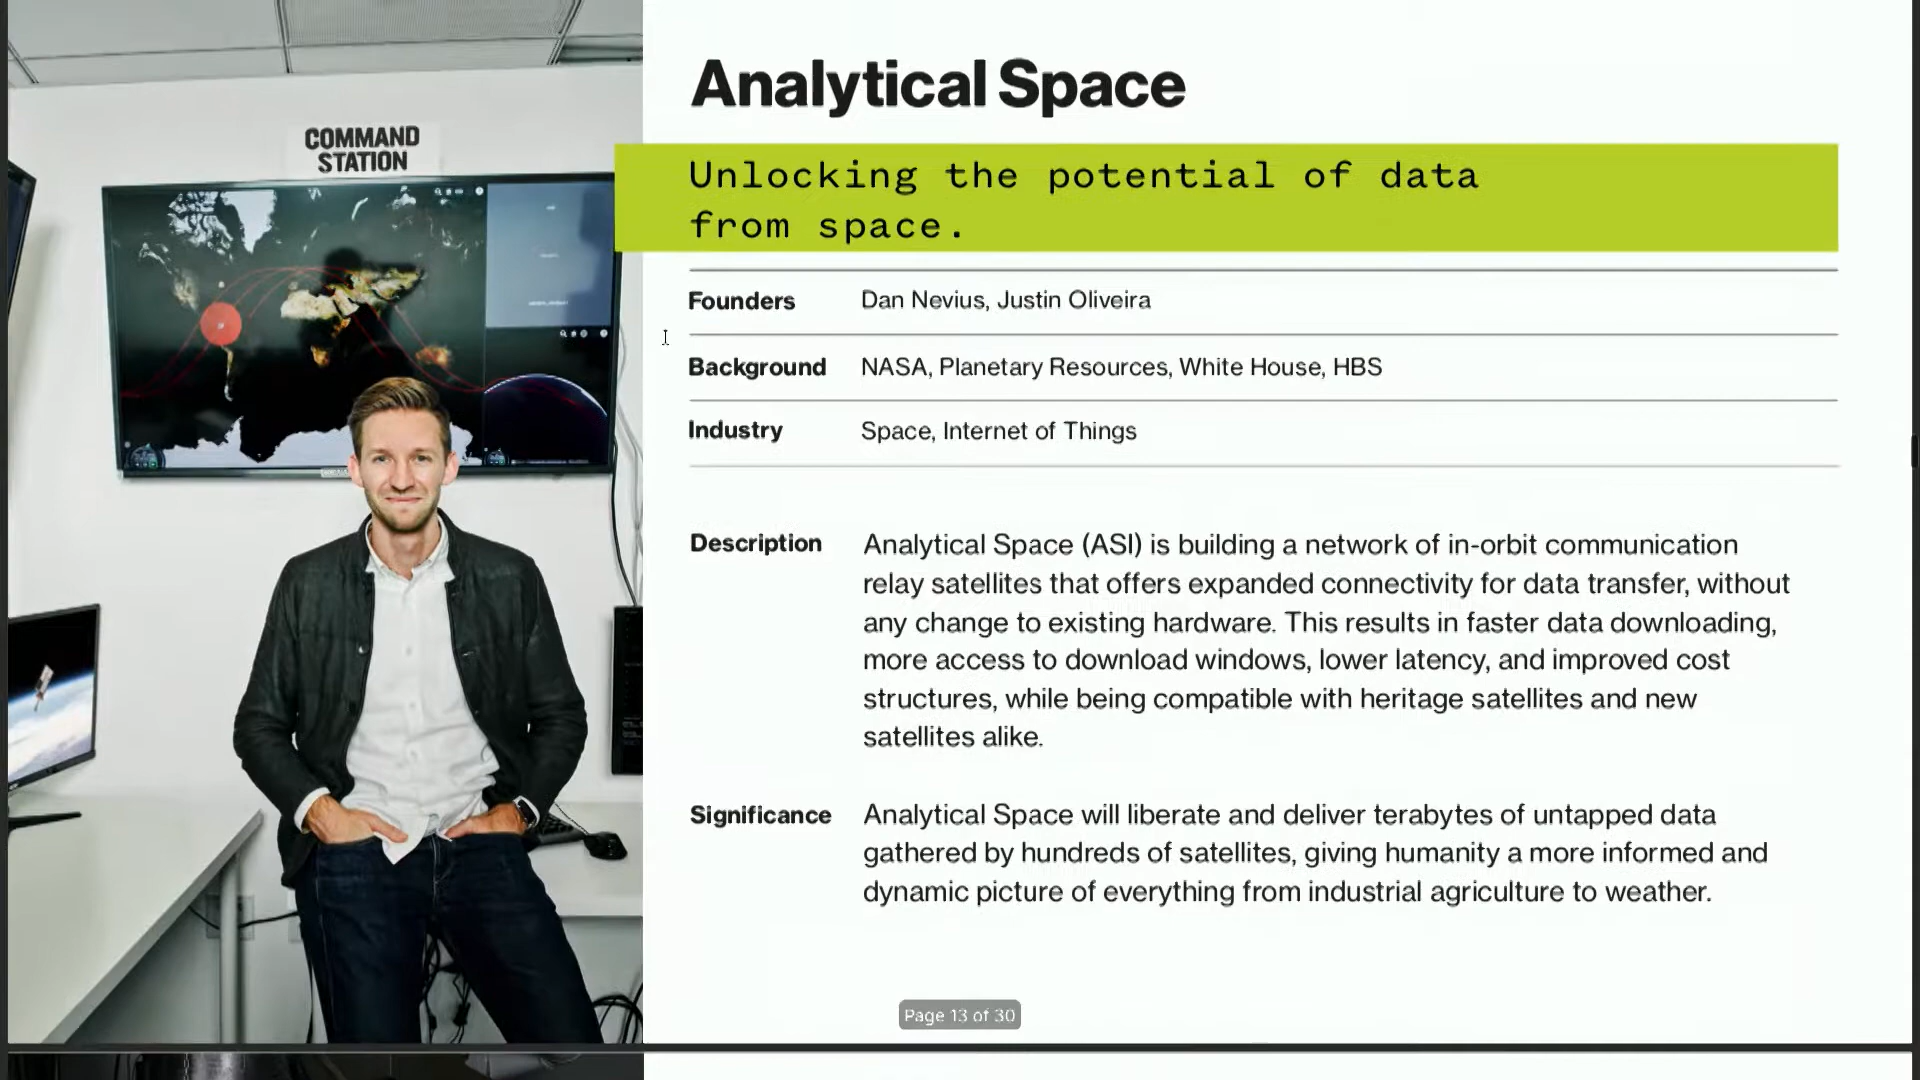 Analytical Space
Unlocking the potential of data
from space.
COMMAND
STATION
Founders Dan Nevius, Justin Oliveira
Background NASA, Planetary Resources, White House, HBS
Industry Space, Internet of Things
Description Analytical Space (ASI) is building a network of in-orbit communication
relay satellites that offers expanded connectivity for data transfer, without
any change to existing hardware. This results in faster data downloading,
more access to download windows, lower latency, and improved cost
structures, while being compatible with heritage satellites and new
satellites alike.
Significance Analytical Space will liberate and deliver terabytes of untapped data
gathered by hundreds of satellites, giving humanity a more informed and
dynamic picture of everything from industrial agriculture to weather.
Page 13 of 30